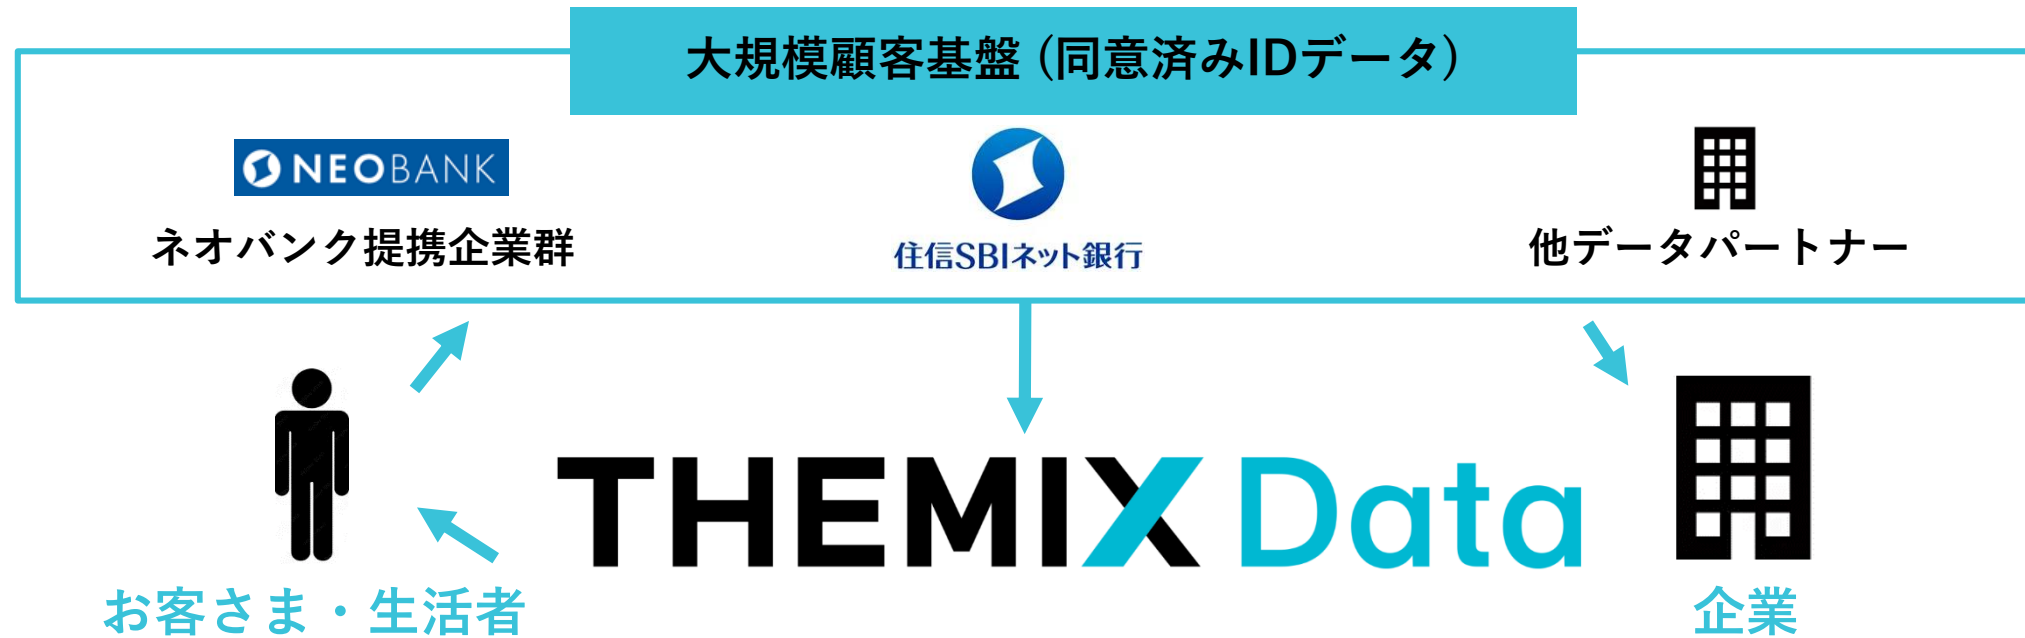 大規模顧客基盤 (同意済みIDデータ)
NEOBANK
ネオバンク提携企業群
住信SBIネット銀行
他データパートナー
THEMIX Data
お客さま・生活者
企業